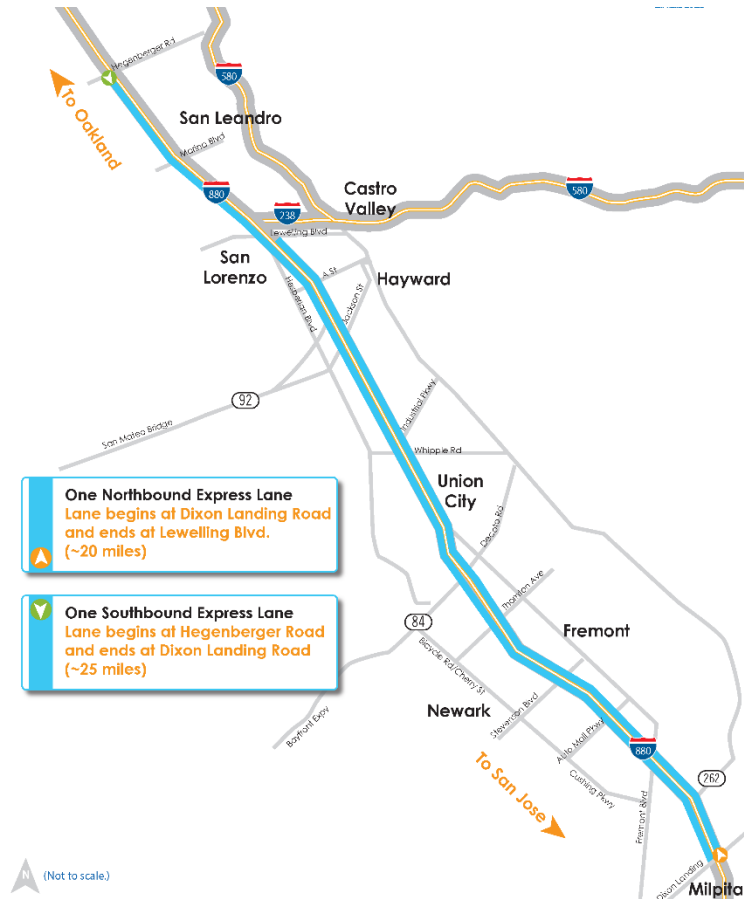 Hegenberger Rd
580
To Oakland
San Leandro
Marina Blvd
880
Castro
Valley
580
238
Lewelling Blvd
San
Lorenzo
A St
Hayward
Hesperian Blvd
Jackson St
92
San Mateo Bridge
Industrial Pkwy
Whipple Rd
Union
City
Decoto Rd
One Northbound Express Lane
Lane begins at Dixon Landing Road
and ends at Lewelling Blvd.
(~20 miles)
One Southbound Express Lane
Lane begins at Hegenberger Road
and ends at Dixon Landing Road
(~25 miles)
Thornton Ave
84
Fremont
Bicycle Rd/Cherry St
Newark
Stevenson Blvd
Bayfront Expy
Auto Mall Pkwy
880
To San Jose
Cushing Pkwy
262
Fremont Blvd
Dixon Landing
Milpita
N
(Not to scale.)